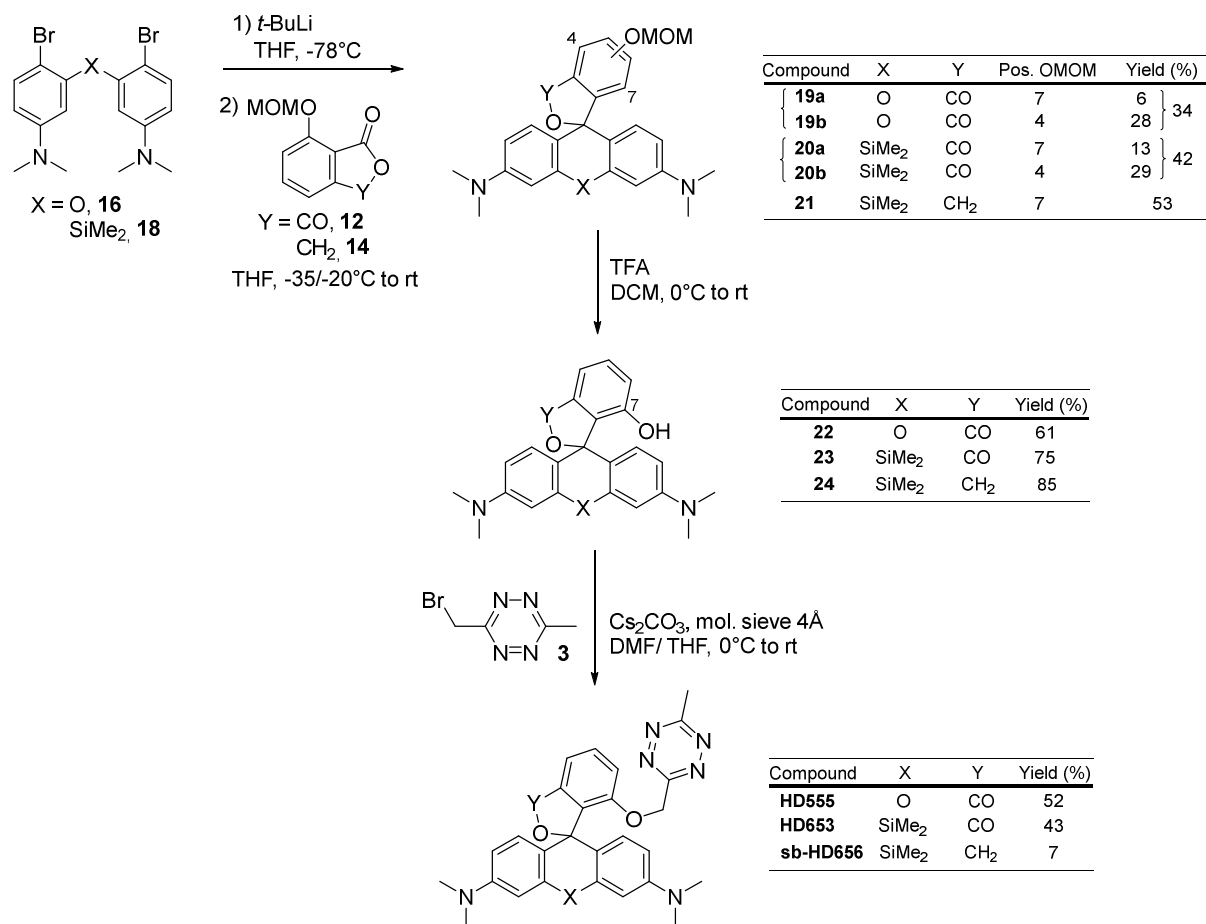 Br Br
X
N N
X = O, 16
SiMe2, 18
1) t-BuLi
THF, -78°C
2) MOMO O
O
Y
Y = CO, 12
CH2, 14
THF, -35/-20°C to rt
OMOM
4
7
Y
O
N X N
Compound X Y Pos. OMOM Yield (%)
19a O CO 7 6
19b O CO 4 28
34
20a SiMe2 CO 7 13
20b SiMe2 CO 4 29
42
21 SiMe2 CH2 7 53
TFA
DCM, 0°C to rt
7
Y
O OH
N X N
Compound X Y Yield (%)
22 O CO 61
23 SiMe2 CO 75
24 SiMe2 CH2 85
Br
N N
N=N
3
Cs2CO3, mol. sieve 4Å
DMF/ THF, 0°C to rt
N N
N N
Y
O O
N X N
Compound X Y Yield (%)
HD555 O CO 52
HD653 SiMe2 CO 43
sb-HD656 SiMe2 CH2 7